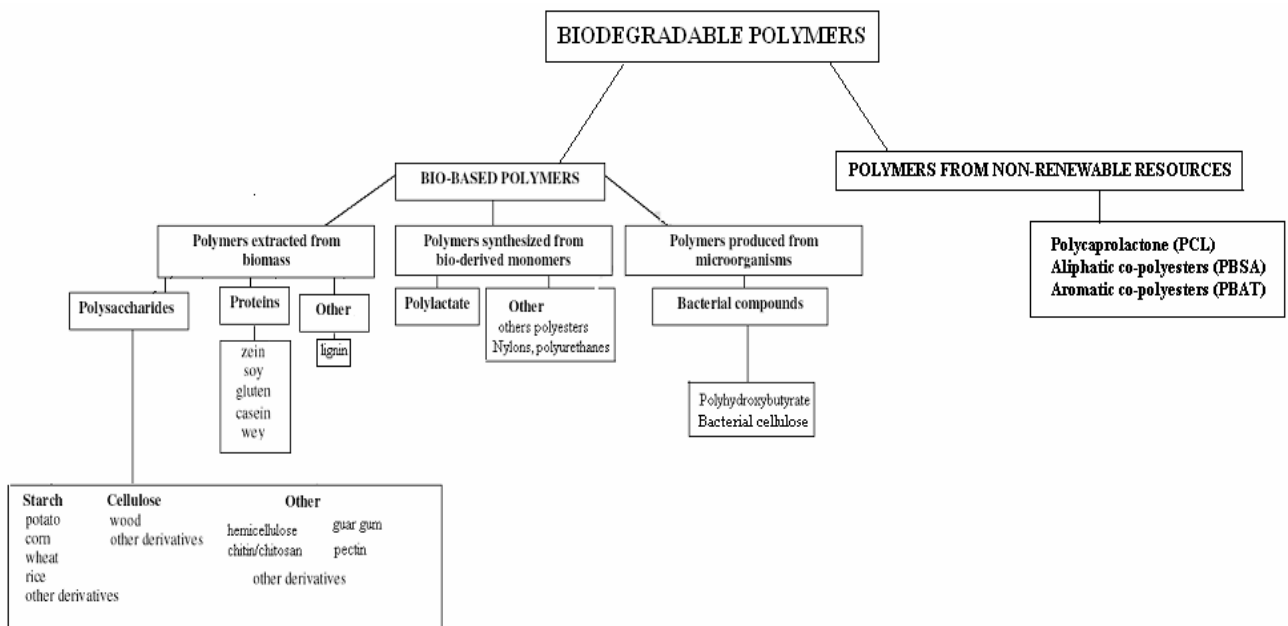 BIODEGRADABLE POLYMERS
BIO-BASED POLYMERS
POLYMERS FROM NON-RENEWABLE RESOURCES
Polymers extracted from
biomass
Polymers synthesized from
bio-derived monomers
Polymers produced from
microorganisms
Polycaprolactone (PCL)
Aliphatic co-polyesters (PBSA)
Aromatic co-polyesters (PBAT)
Polysaccharides
Proteins
Other
Polylactate
Other
others polyesters
Nylons, polyurethanes
Bacterial compounds
zein
soy
gluten
casein
wey
lignin
Polyhydroxybutyrate
Bacterial cellulose
Starch
potato
corn
wheat
rice
other derivatives
Cellulose
wood
other derivatives
Other
hemicellulose
guar gum
chitin/chitosan
pectin
other derivatives